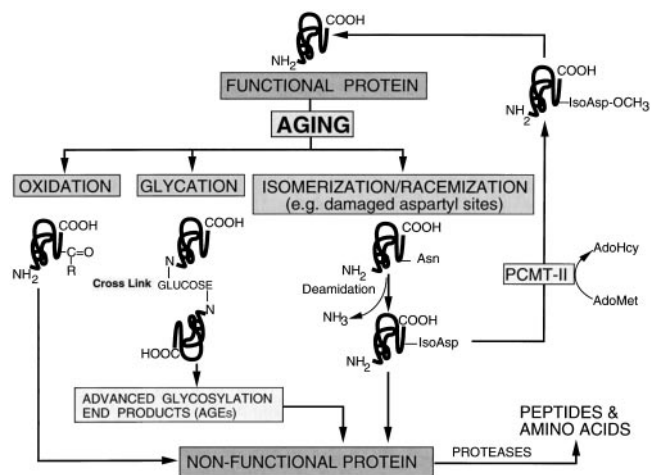 COOH
NH2
FUNCTIONAL PROTEIN
AGING
COOH
NH2
IsoAsp-OCH3
OXIDATION
GLYCATION
ISOMERIZATION/RACEMIZATION
(e.g. damaged aspartyl sites)
COOH
C=O
R
NH2
COOH
N
Cross Link
GLUCOSE
N
HOOC
COOH
Asn
NH2
Deamidation
NH3
COOH
IsoAsp
NH2
PCMT-II
AdoHcy
AdoMet
ADVANCED GLYCOSYLATION
END PRODUCTS (AGEs)
NON-FUNCTIONAL PROTEIN
PROTEASES
PEPTIDES &
AMINO ACIDS